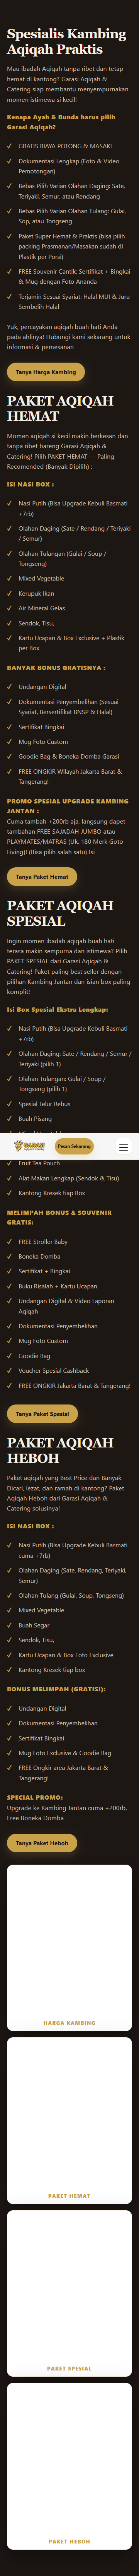 Spesialis Kambing
Aqiqah Praktis
Mau ibadah Aqiqah tanpa ribet dan tetap
hemat di kantong? Garasi Aqiqah &
Catering siap membantu menyempurnakan
momen istimewa si kecil!
Kenapa Ayah & Bunda harus pilih
Garasi Aqiqah?
GRATIS BIAYA POTONG & MASAK!
Dokumentasi Lengkap (Foto & Video
Pemotongan)
Bebas Pilih Varian Olahan Daging: Sate,
Teriyaki, Semur, atau Rendang
Bebas Pilih Varian Olahan Tulang: Gulai,
Sop, atau Tongseng
Paket Super Hemat & Praktis (bisa pilih
packing Prasmanan/Masakan sudah di
Plastik per Porsi)
FREE Souvenir Cantik: Sertifikat + Bingkai
& Mug dengan Foto Ananda
Terjamin Sesuai Syariat: Halal MUI & Juru
Sembelih Halal
Yuk, percayakan aqiqah buah hati Anda
pada ahlinya! Hubungi kami sekarang untuk
informasi & pemesanan
Tanya Harga Kambing
PAKET AQIQAH
HEMAT
Momen aqiqah si kecil makin berkesan dan
tanpa ribet bareng Garasi Aqiqah &
Catering! Pilih PAKET HEMAT — Paling
Recomended (Banyak Dipilih) :
ISI NASI BOX :
Nasi Putih (Bisa Upgrade Kebuli Basmati
+7rb)
Olahan Daging (Sate / Rendang / Teriyaki
/ Semur)
Olahan Tulangan (Gulai / Soup /
Tongseng)
Mixed Vegetable
Kerupuk Ikan
Air Mineral Gelas
Sendok, Tisu,
Kartu Ucapan & Box Exclusive + Plastik
per Box
BANYAK BONUS GRATISNYA :
Undangan Digital
Dokumentasi Penyembelihan (Sesuai
Syariat, Bersertifikat BNSP & Halal)
Sertifikat Bingkai
Mug Foto Custom
Goodie Bag & Boneka Domba Garasi
FREE ONGKIR Wilayah Jakarta Barat &
Tangerang!
PROMO SPESIAL UPGRADE KAMBING
JANTAN :
Cuma tambah +200rb aja, langsung dapet
tambahan FREE SAJADAH JUMBO atau
PLAYMATES/MATRAS (Uk. 180 Merk Goto
Living)! (Bisa pilih salah satu) tsi
Tanya Paket Hemat
PAKET AQIQAH
SPESIAL
Ingin momen ibadah aqiqah buah hati
terasa makin sempurna dan istimewa? Pilih
PAKET SPESIAL dari Garasi Aqiqah &
Catering! Paket paling best seller dengan
pilihan Kambing Jantan dan isian box paling
komplit!
Isi Box Spesial Ekstra Lengkap:
Nasi Putih (Bisa Upgrade Kebuli Basmati
+7rb)
Olahan Daging: Sate / Rendang / Semur /
Teriyaki (pilih 1)
Olahan Tulangan: Gulai / Soup /
Tongseng (pilih 1)
Spesial Telur Rebus
Buah Pisang
GARASI
Pesan Sekarang
Fruit Tea Pouch
Alat Makan Lengkap (Sendok & Tisu)
Kantong Kresek tiap Box
MELIMPAH BONUS & SOUVENIR
GRATIS:
FREE Stroller Baby
Boneka Domba
Sertifikat + Bingkai
Buku Risalah + Kartu Ucapan
Undangan Digital & Video Laporan
Aqiqah
Dokumentasi Penyembelihan
Mug Foto Custom
Goodie Bag
Voucher Spesial Cashback
FREE ONGKIR Jakarta Barat & Tangerang!
Tanya Paket Spesial
PAKET AQIQAH
HEBOH
Paket aqiqah yang Best Price dan Banyak
Dicari, lezat, dan ramah di kantong? Paket
Aqiqah Heboh dari Garasi Aqiqah &
Catering solusinya!
ISI NASI BOX :
Nasi Putih (Bisa Upgrade Kebuli Basmati
cuma +7rb)
Olahan Daging (Sate, Rendang, Teriyaki,
Semur)
Olahan Tulang (Gulai, Soup, Tongseng)
Mixed Vegetable
Buah Segar
Sendok, Tisu,
Kartu Ucapan & Box Foto Exclusive
Kantong Kresek tiap box
BONUS MELIMPAH (GRATIS!):
Undangan Digital
Dokumentasi Penyembelihan
Sertifikat Bingkai
Mug Foto Exclusive & Goodie Bag
FREE Ongkir area Jakarta Barat &
Tangerang!
SPECIAL PROMO:
Upgrade ke Kambing Jantan cuma +200rb,
Free Boneka Domba
Tanya Paket Heboh
HARGA KAMBING
PAKET HEMAT
PAKET SPESIAL
PAKET HEBOH